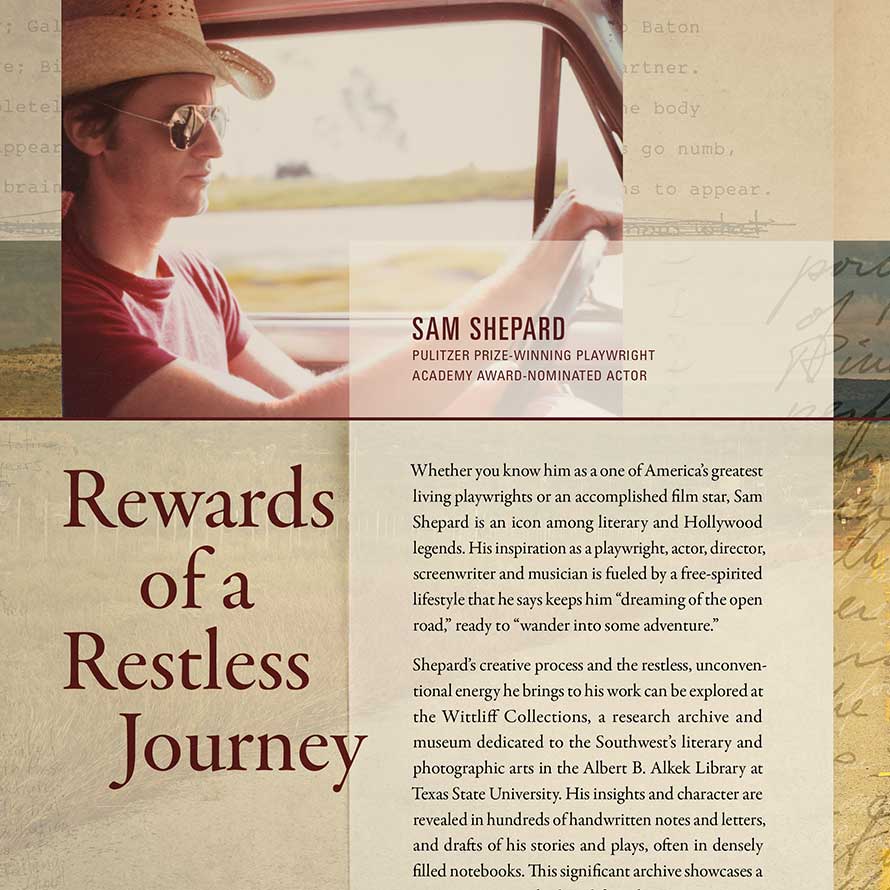 ; Gal
Baton
e; Bi
rtner.
letel
e body
ppear
s go numb,
brain
ns to appear.
SAM SHEPARD
PULITZER PRIZE-WINNING PLAYWRIGHT
ACADEMY AWARD-NOMINATED ACTOR
Rewards
of a
Restless
Journey
Whether you know him as a one of America’s greatest
living playwrights or an accomplished film star, Sam
Shepard is an icon among literary and Hollywood
legends. His inspiration as a playwright, actor, director,
screenwriter and musician is fueled by a free-spirited
lifestyle that he says keeps him “dreaming of the open
road,” ready to “wander into some adventure.”
Shepard’s creative process and the restless, unconven-
tional energy he brings to his work can be explored at
the Wittliff Collections, a research archive and
museum dedicated to the Southwest’s literary and
photographic arts in the Albert B. Alkek Library at
Texas State University. His insights and character are
revealed in hundreds of handwritten notes and letters,
and drafts of his stories and plays, often in densely
filled notebooks. This significant archive showcases a